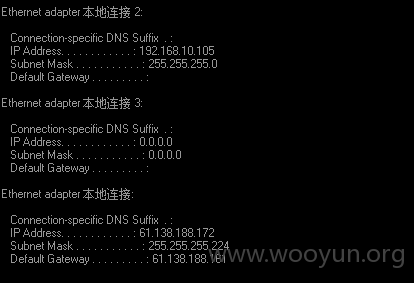 Ethernet adapter 本地连接 2:
Connection-specific DNS Suffix . :
IP Address. . . . . . . . . . . . : 192.168.10.105
Subnet Mask . . . . . . . . . . . : 255.255.255.0
Default Gateway . . . . . . . . . :
Ethernet adapter 本地连接 3:
Connection-specific DNS Suffix . :
IP Address. . . . . . . . . . . . : 0.0.0.0
Subnet Mask . . . . . . . . . . . : 0.0.0.0
Default Gateway . . . . . . . . . :
Ethernet adapter 本地连接:
Connection-specific DNS Suffix . :
IP Address. . . . . . . . . . . . : 61.138.188.172
Subnet Mask . . . . . . . . . . . : 255.255.255.224
Default Gateway . . . . . . . . . : 61.138.188.161
www.wooyun.org